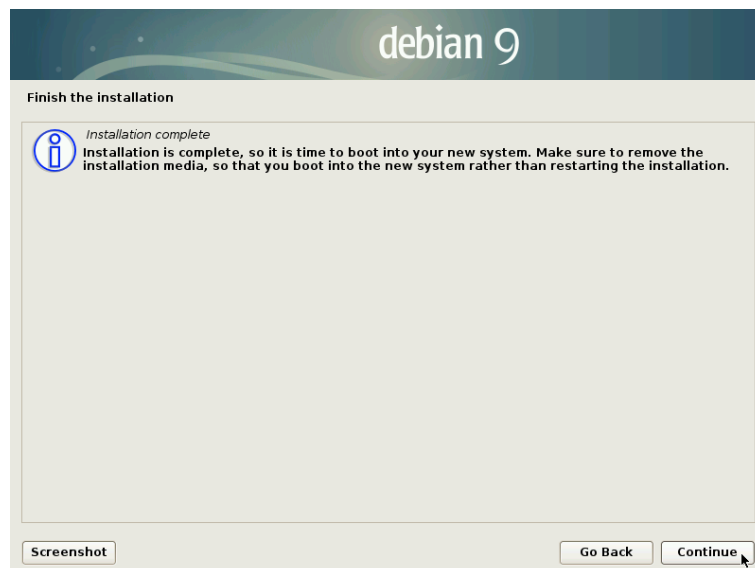 debian 9
Finish the installation
Installation complete
Installation is complete, so it is time to boot into your new system. Make sure to remove the
installation media, so that you boot into the new system rather than restarting the installation.
Screenshot
Go Back
Continue